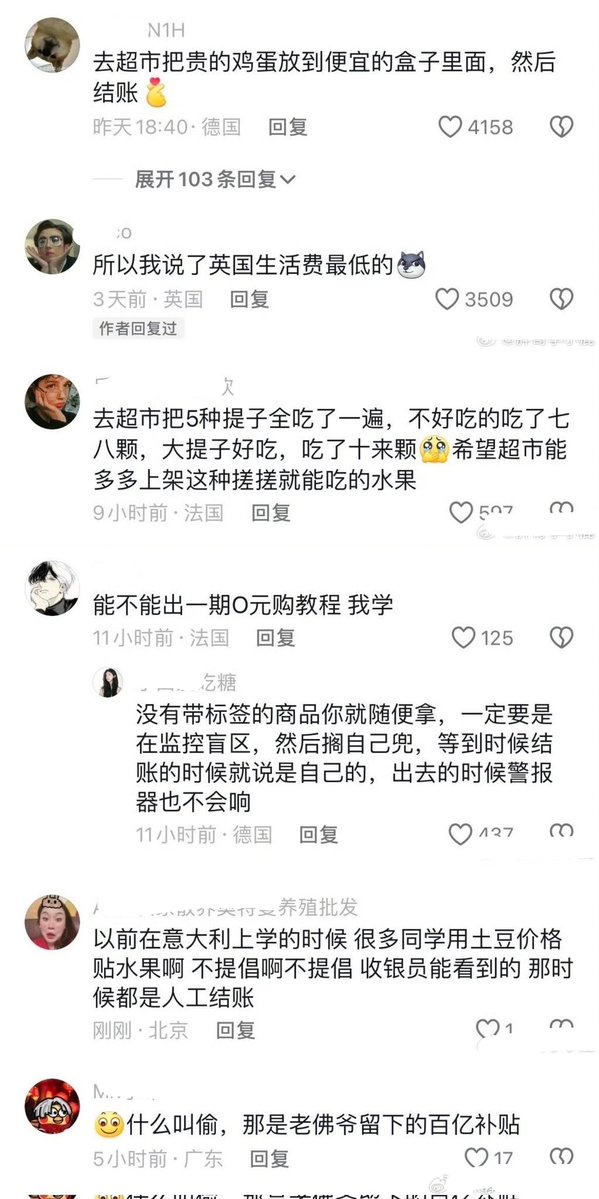 N1H
去超市把贵的鸡蛋放到便宜的盒子里面，然后
结账
昨天18:40·德国 回复 4158
展开103条回复
所以我说了英国生活费最低的
3天前·英国 回复 3509
作者回复过
去超市把5种提子全吃了一遍，不好吃的吃了七
八颗，大提子好吃，吃了十来颗希望超市能
多多上架这种搓搓就能吃的水果
9小时前·法国 回复 597
能不能出一期O元购教程 我学
11小时前·法国 回复 125
吃糖
没有带标签的商品你就随便拿，一定要是
在监控盲区，然后搁自己兜，等到时候结
账的时候就说是自己的，出去的时候警报
器也不会响
11小时前·德国 回复 437
养殖批发
以前在意大利上学的时候 很多同学用土豆价格
贴水果啊 不提倡啊不提倡 收银员能看到的 那时
候都是人工结账
刚刚·北京 回复 1
什么叫偷，那是老佛爷留下的百亿补贴
5小时前·广东 回复 17